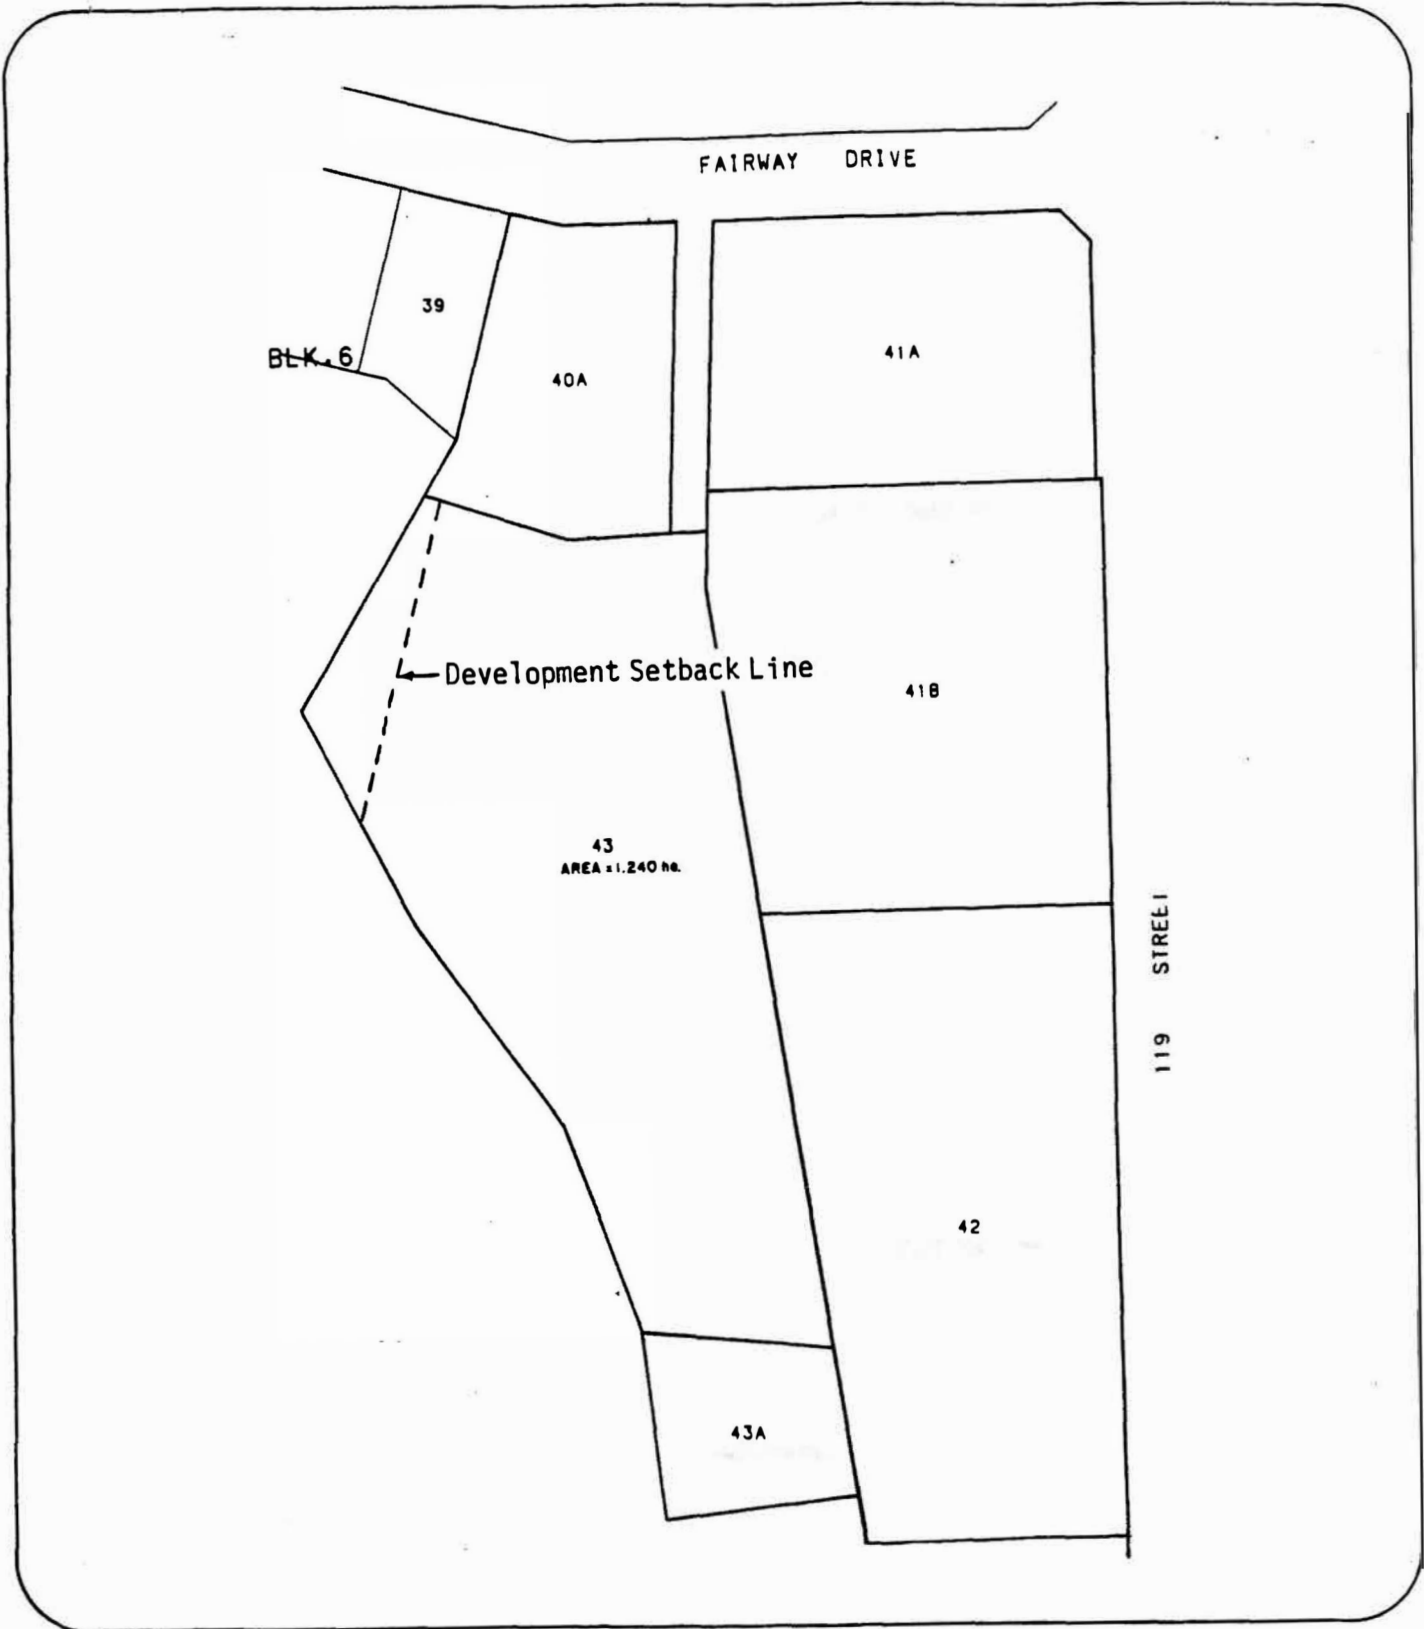 FAIRWAY DRIVE
39
BLK.6
40A
41A
Development Setback Line
41B
43
AREA = 1.240 ha.
119 STREET
42
43A